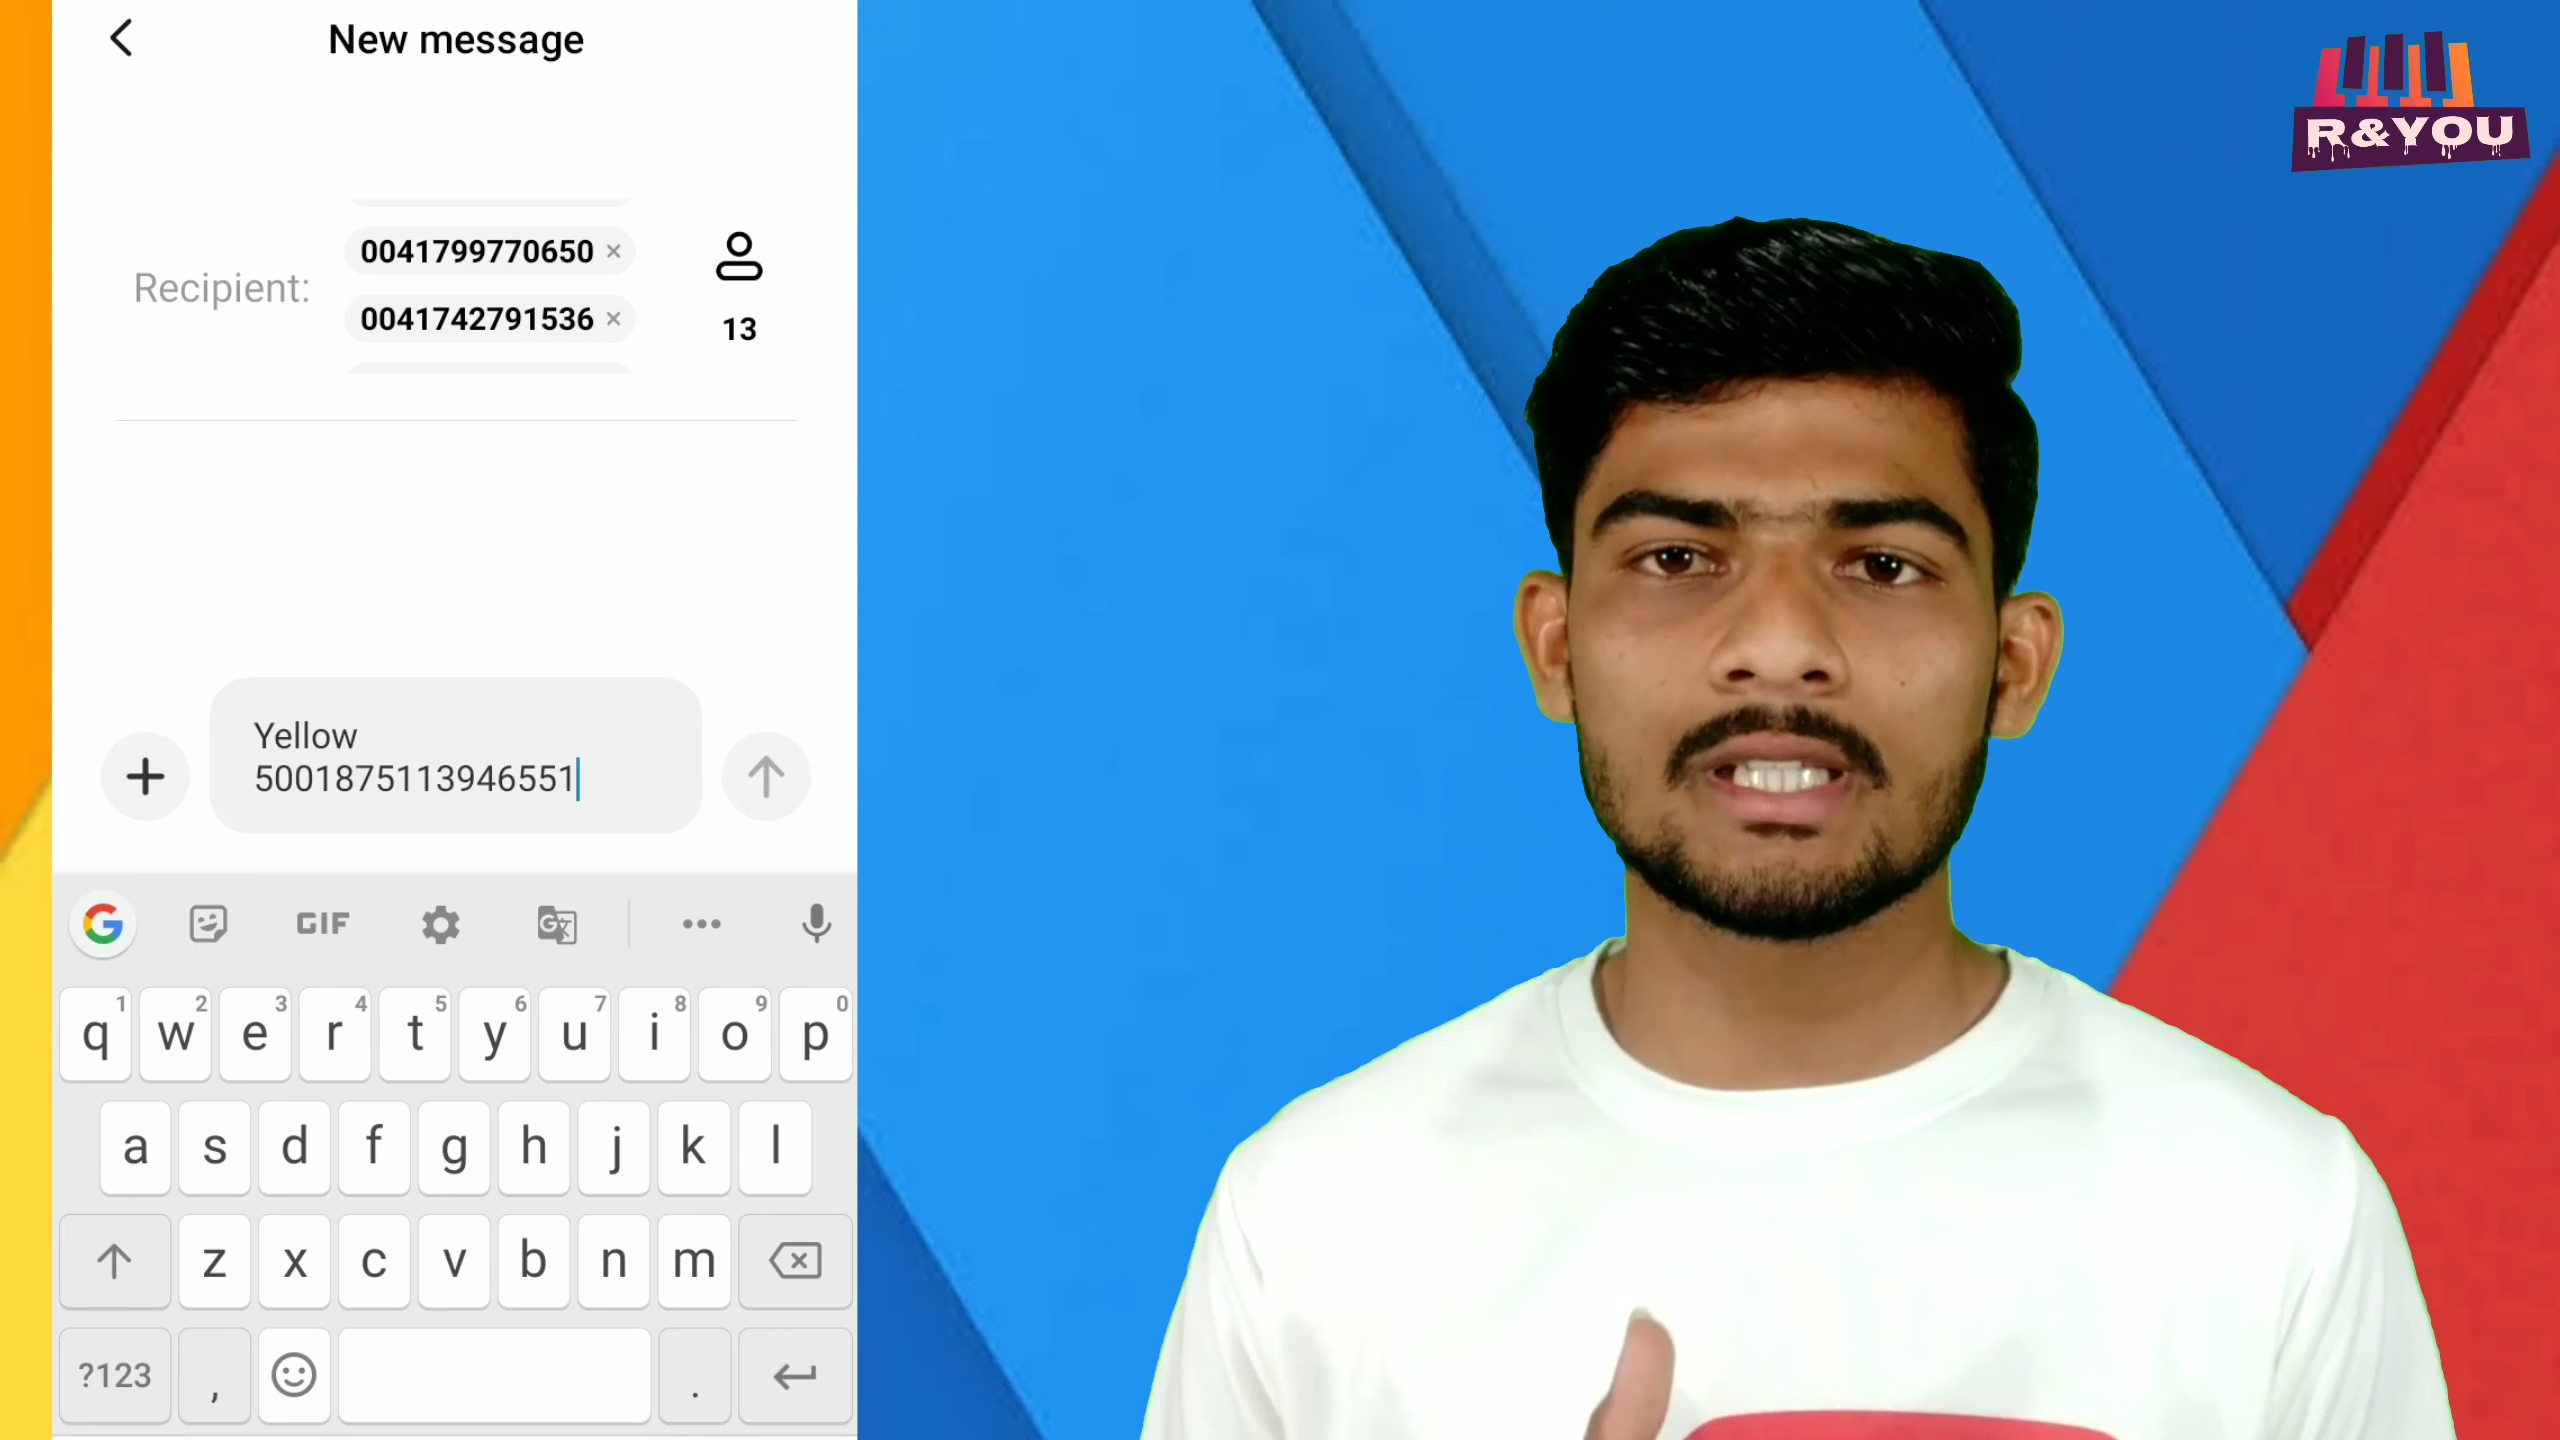 New message
R&YOU
Recipient:
0041799770650 ×
0041742791536 ×
13
Yellow
5001875113946551
G
GIF
G
1 2 3 4 5 6 7 8 9 0
q w e r t y u i o p
a s d f g h j k l
z x c v b n m
?123 , .